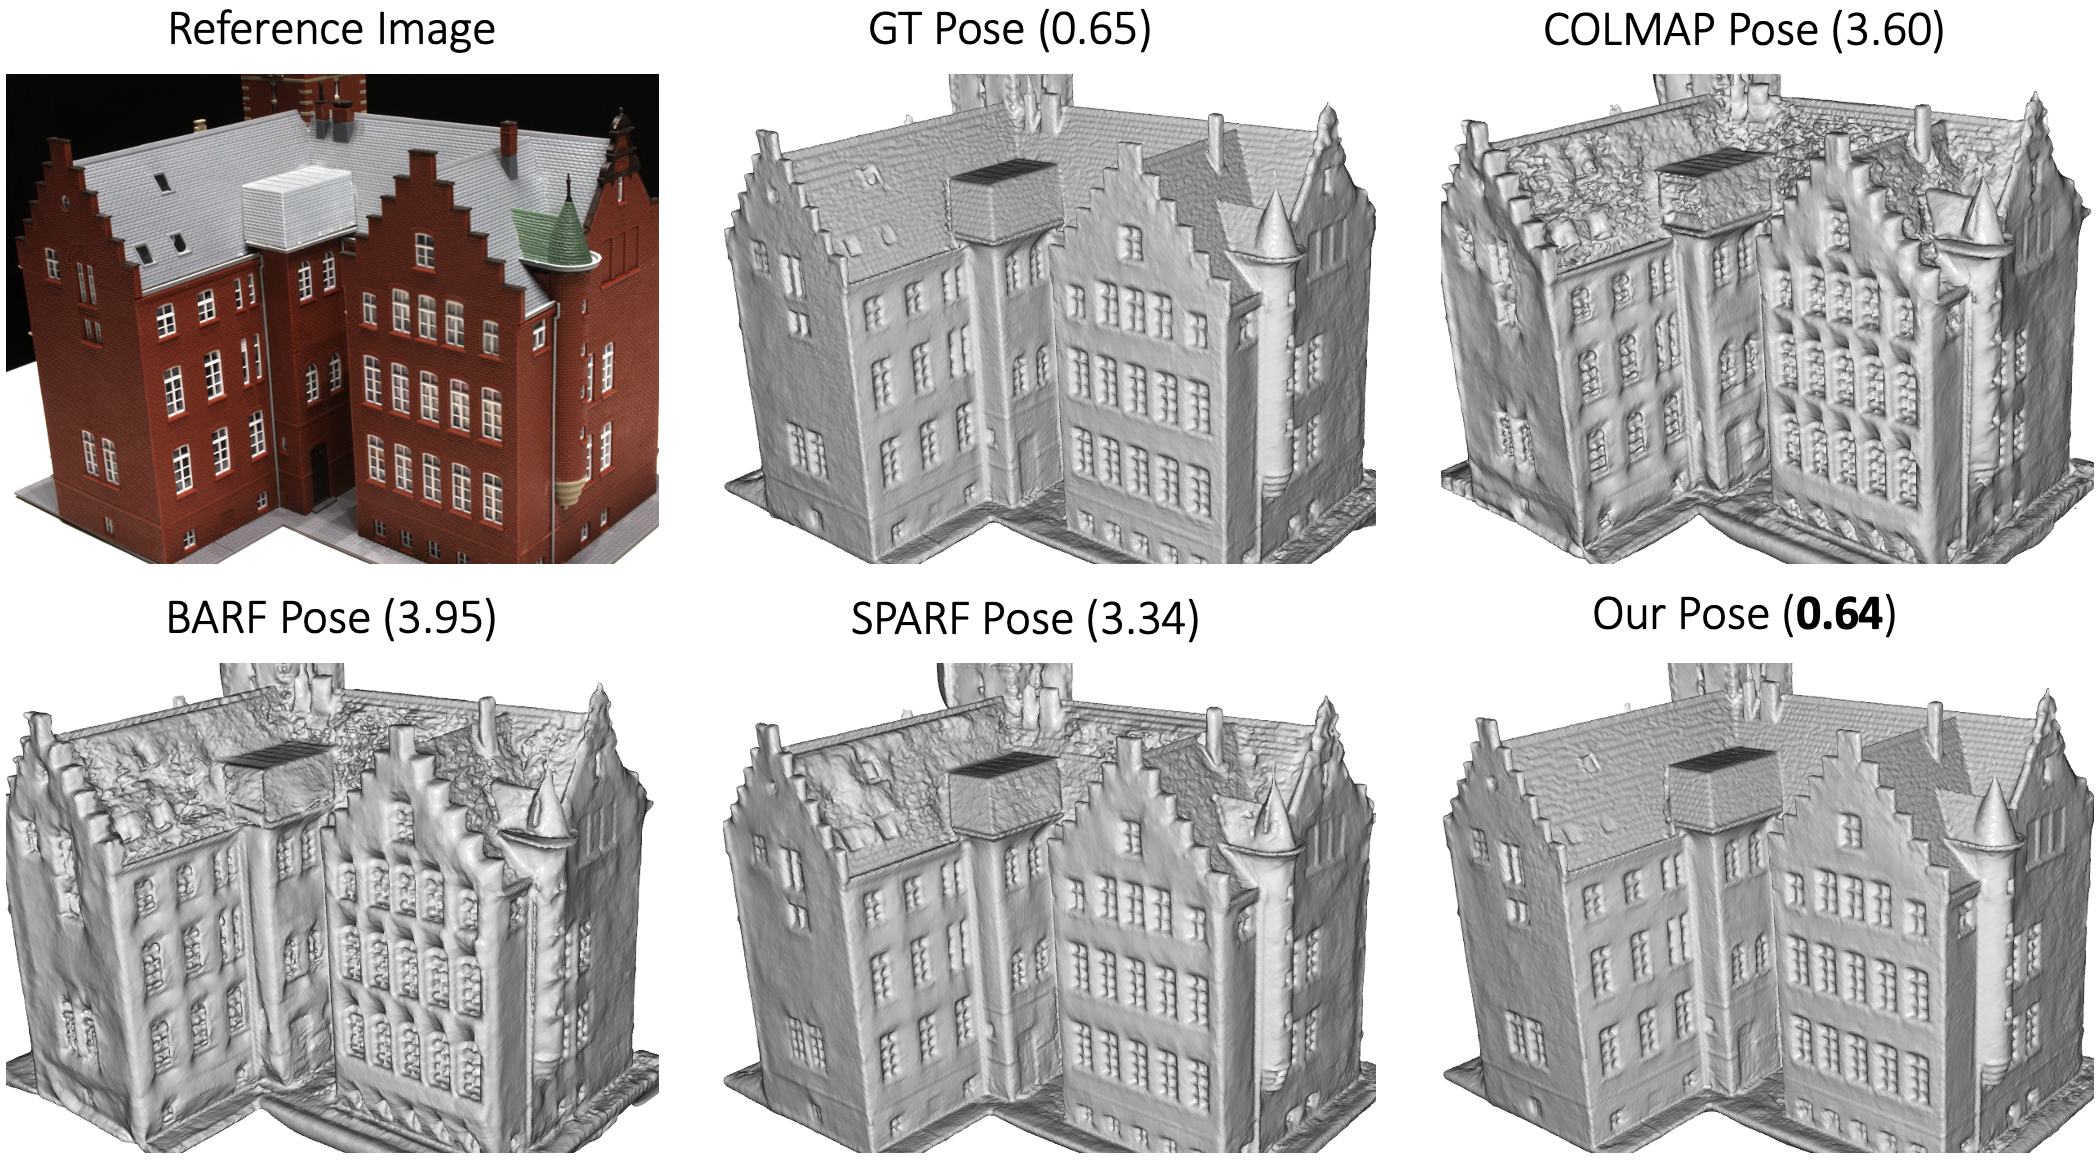 Reference Image
GT Pose (0.65)
COLMAP Pose (3.60)
BARF Pose (3.95)
SPARF Pose (3.34)
Our Pose (0.64)